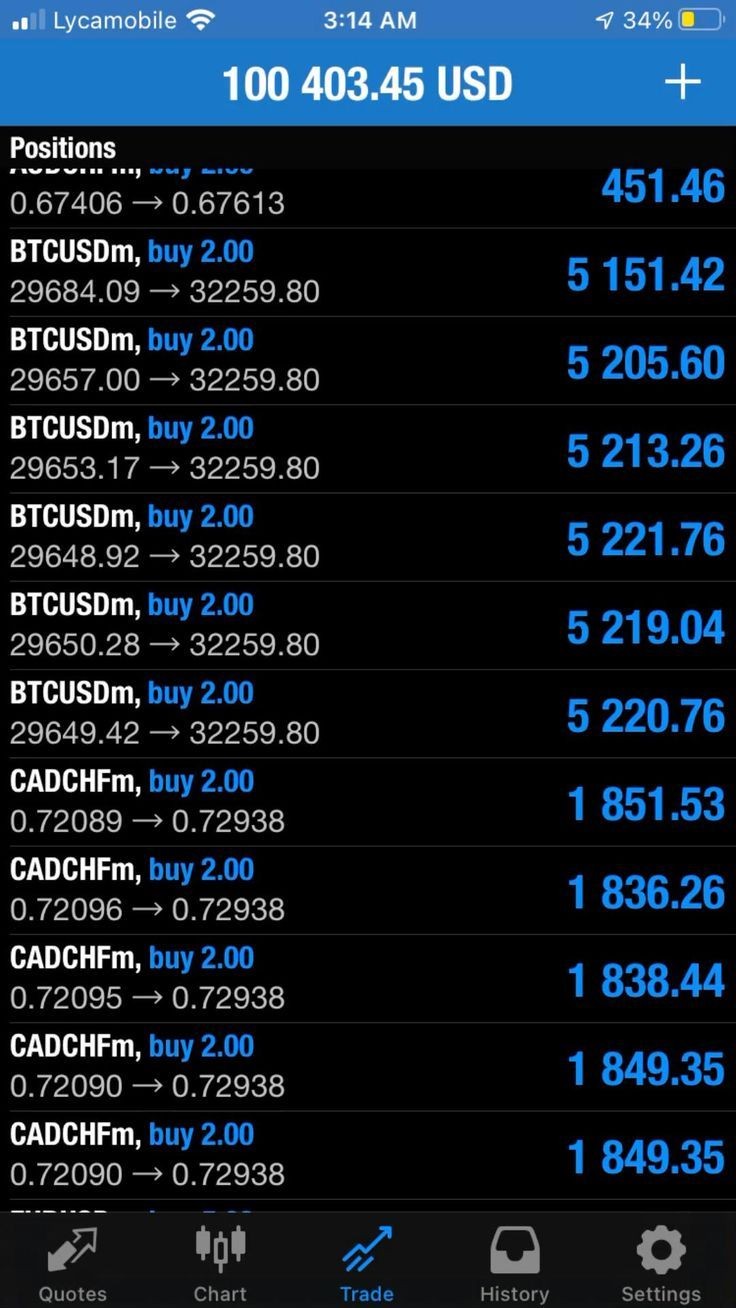 Lycamobile 3:14 AM 34%
100 403.45 USD
Positions
0.67406 → 0.67613 451.46
BTCUSDm, buy 2.00
29684.09 → 32259.80 5 151.42
BTCUSDm, buy 2.00
29657.00 → 32259.80 5 205.60
BTCUSDm, buy 2.00
29653.17 → 32259.80 5 213.26
BTCUSDm, buy 2.00
29648.92 → 32259.80 5 221.76
BTCUSDm, buy 2.00
29650.28 → 32259.80 5 219.04
BTCUSDm, buy 2.00
29649.42 → 32259.80 5 220.76
CADCHFm, buy 2.00
0.72089 → 0.72938 1 851.53
CADCHFm, buy 2.00
0.72096 → 0.72938 1 836.26
CADCHFm, buy 2.00
0.72095 → 0.72938 1 838.44
CADCHFm, buy 2.00
0.72090 → 0.72938 1 849.35
CADCHFm, buy 2.00
0.72090 → 0.72938 1 849.35
Quotes Chart Trade History Settings